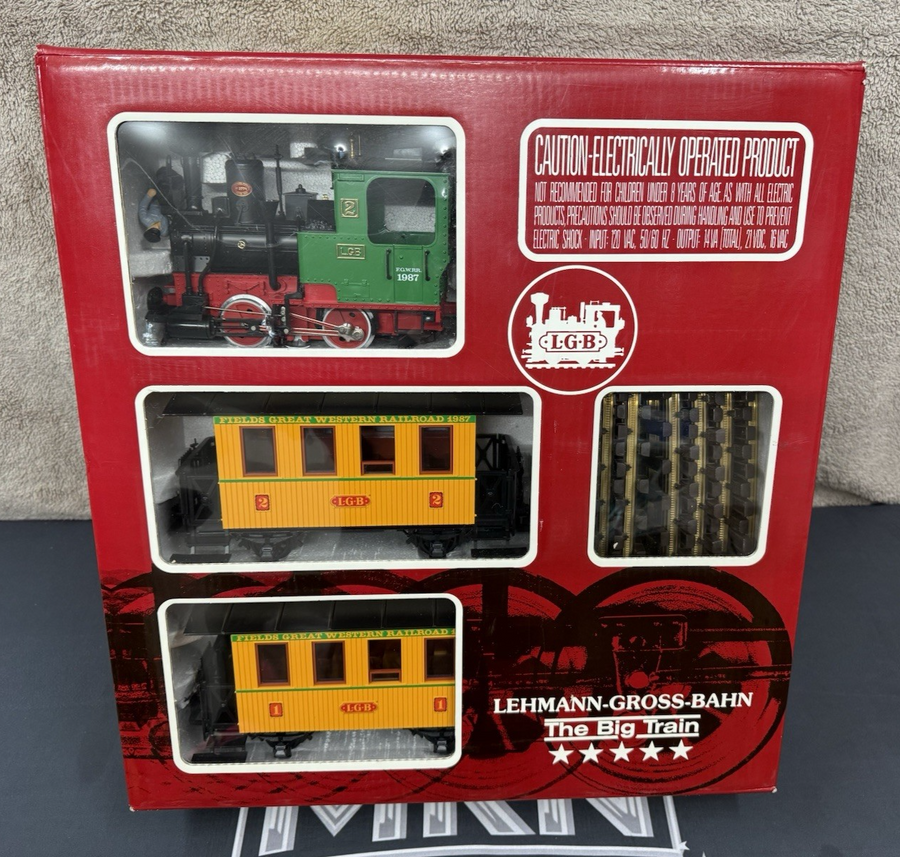 CAUTION-ELECTRICALLY OPERATED PRODUCT
NOT RECOMMENDED FOR CHILDREN UNDER 8 YEARS OF AGE AS WITH ALL ELECTRIC
PRODUCTS, PRECAUTIONS SHOULD BE OBSERVED DURING HANDLING AND USE TO PREVENT
ELECTRIC SHOCK - INPUT: 120 VAC, 50/60 HZ - OUTPUT: 14 VA (TOTAL), 21 VDC, 16 VAC
2
LGB
F.G.W.RR.
1987
L·G·B
FIELDS GREAT WESTERN RAILROAD 1987
2 L·G·B 2
FIELDS GREAT WESTERN RAILROAD
1 L·G·B 1
LEHMANN-GROSS-BAHN
The Big Train
MRN